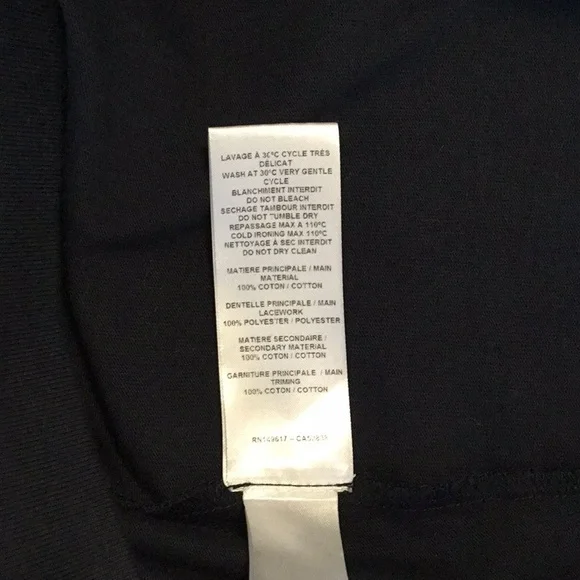 LAVAGE À 30°C CYCLE TRÈS
DÉLICAT
WASH AT 30°C VERY GENTLE
CYCLE
BLANCHMENT INTERDIT
DO NOT BLEACH
SECHAGE TAMBOUR INTERDIT
DO NOT TUMBLE DRY
REPASSAGE MAX A 110°C
COLD IRONING MAX 110°C
NETTOYAGE À SEC INTERDIT
DO NOT DRY CLEAN
MATIERE PRINCIPALE / MAIN
MATERIAL
100% COTON / COTTON
DENTELLE PRINCIPALE / MAIN
LACEWORK
100% POLYESTER / POLYESTER
MATIERE SECONDAIRE /
SECONDARY MATERIAL
100% COTON / COTTON
GARNITURE PRINCIPALE / MAIN
TRIMING
100% COTON / COTTON
RN149617 -